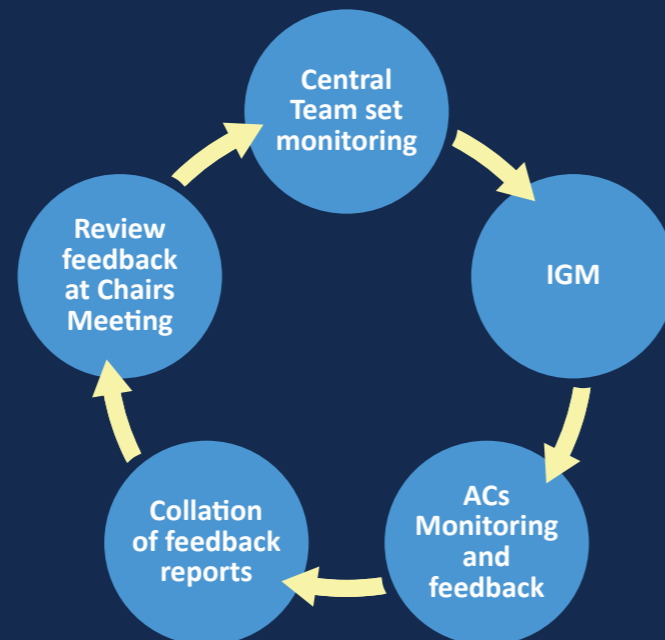 Central
Team set
monitoring
IGM
ACs
Monitoring
and
feedback
Collation
of feedback
reports
Review
feedback
at Chairs
Meeting